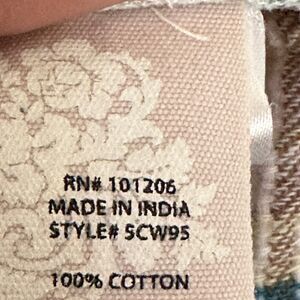 RN# 101206
MADE IN INDIA
STYLE# 5CW95
100% COTTON